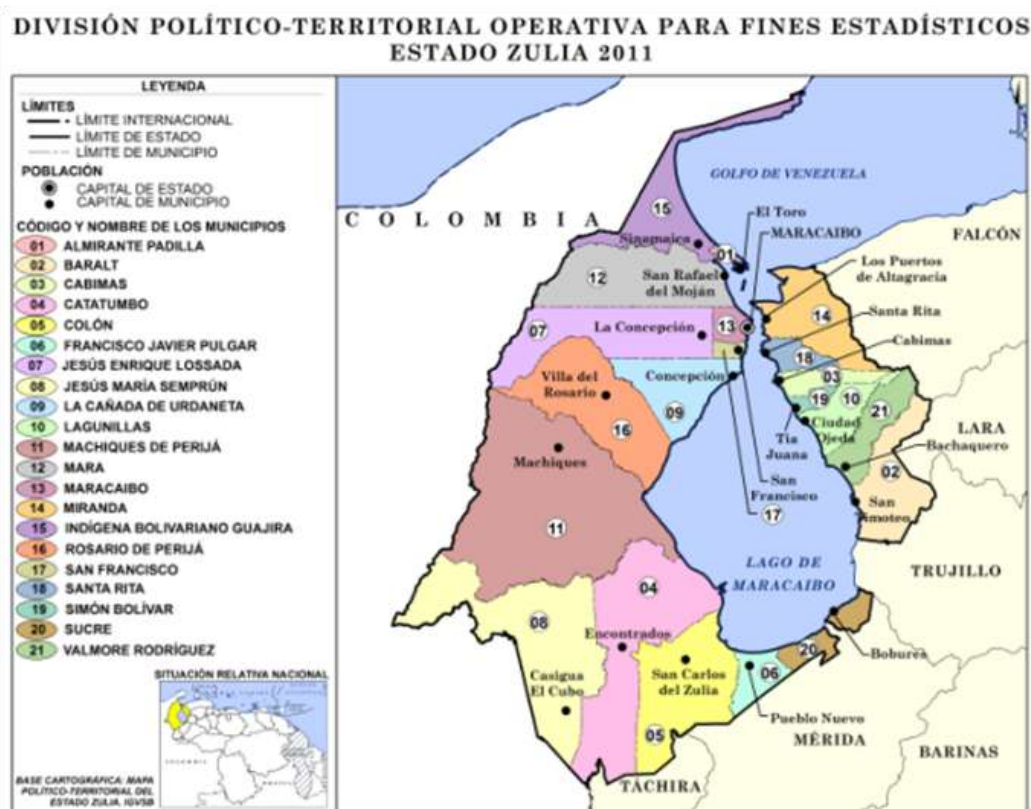 DIVISIÓN POLÍTICO-TERRITORIAL OPERATIVA PARA FINES ESTADÍSTICOS
ESTADO ZULIA 2011
LEYENDA
LÍMITES
LÍMITE INTERNACIONAL
LÍMITE DE ESTADO
LÍMITE DE MUNICIPIO
POBLACIÓN
CAPITAL DE ESTADO
CAPITAL DE MUNICIPIO
CÓDIGO Y NOMBRE DE LOS MUNICIPIOS
01 ALMIRANTE PADILLA
02 BARALT
03 CABIMAS
04 CATATUMBO
05 COLÓN
06 FRANCISCO JAVIER PULGAR
07 JESÚS ENRIQUE LOSSADA
08 JESÚS MARÍA SEMPRÚN
09 LA CAÑADA DE URDANETA
10 LAGUNILLAS
11 MACHIQUES DE PERIJÁ
12 MARA
13 MARACAIBO
14 MIRANDA
15 INDÍGENA BOLIVARIANO GUAJIRA
16 ROSARIO DE PERIJÁ
17 SAN FRANCISCO
18 SANTA RITA
19 SIMÓN BOLÍVAR
20 SUCRE
21 VALMORE RODRÍGUEZ
SITUACIÓN RELATIVA NACIONAL
BASE CARTOGRÁFICA: MAPA
POLÍTICO-TERRITORIAL DEL
ESTADO ZULIA. IGVSB
GOLFO DE VENEZUELA
COLOMBIA
15
El Toro
MARACAIBO
FALCÓN
Sinamaica
01
Los Puertos
de Altagracia
12
San Rafael
del Moján
Santa Rita
14
07
La Concepción
13
Cabimas
18
Villa del
Rosario
Concepción
03
09
19
10
21
16
Ciudad
Ojeda
LARA
Tía
Juana
Bachaquero
Machiques
02
San
Francisco
San
Timoteo
17
11
LAGO DE
MARACAIBO
TRUJILLO
04
08
Encontrados
Bobures
20
Casigua
El Cubo
San Carlos
del Zulia
06
Pueblo Nuevo
05
MÉRIDA
BARINAS
TÁCHIRA